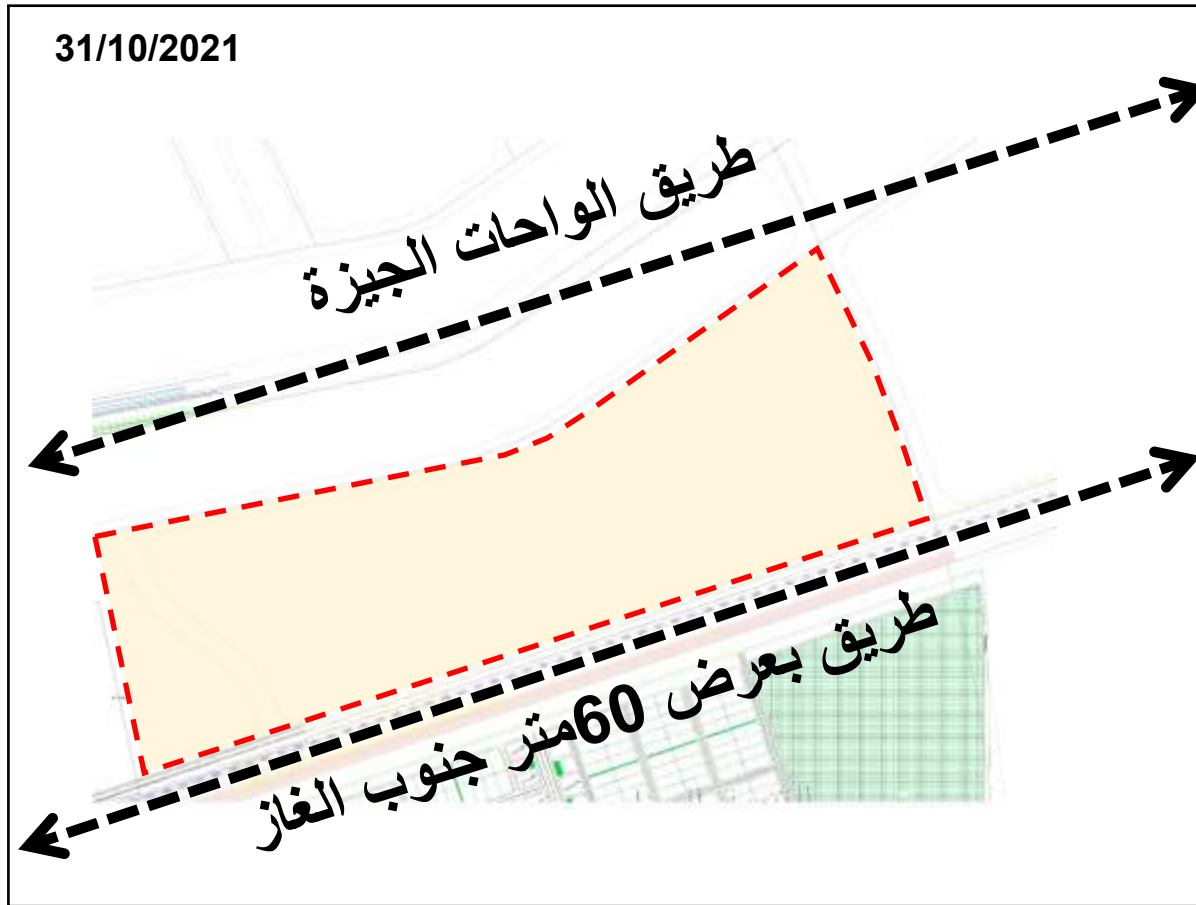 31/10/2021
طريق الواحات الجيزة
طريق بعرض 60متر جنوب الغاز